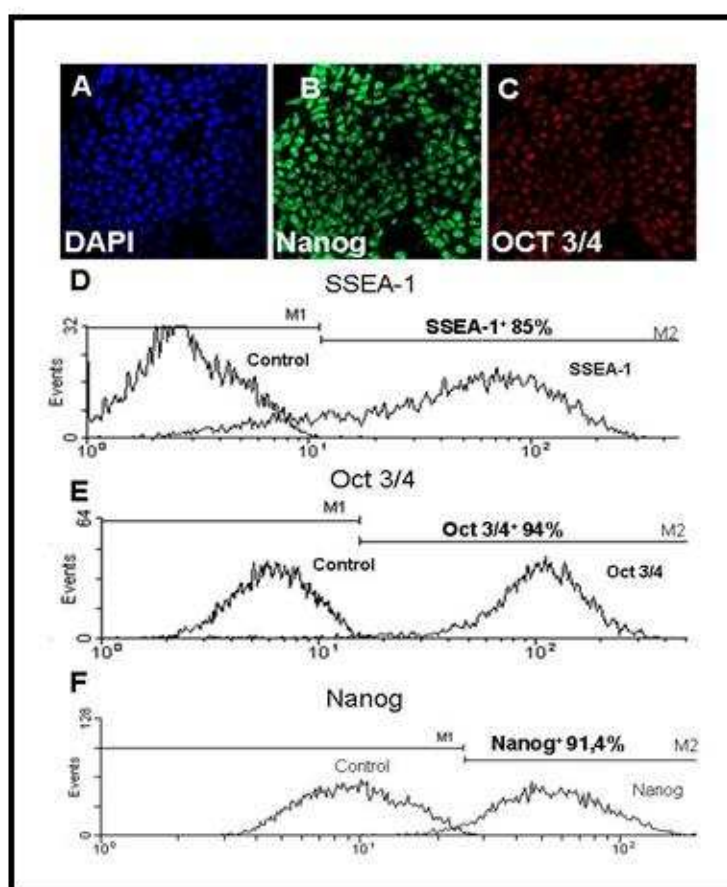 A B C
DAPI Nanog OCT 3/4
D
SSEA-1
32
M1
SSEA-1⁺ 85%
M2
Control
SSEA-1
Events
0
10⁰ 10¹ 10²
Oct 3/4
E
64
M1
Oct 3/4⁺ 94%
M2
Control
Oct 3/4
Events
0
10⁰ 10¹ 10²
F
Nanog
128
M1
Nanog⁺ 91,4%
M2
Control
Nanog
Events
0
10⁰ 10¹ 10²